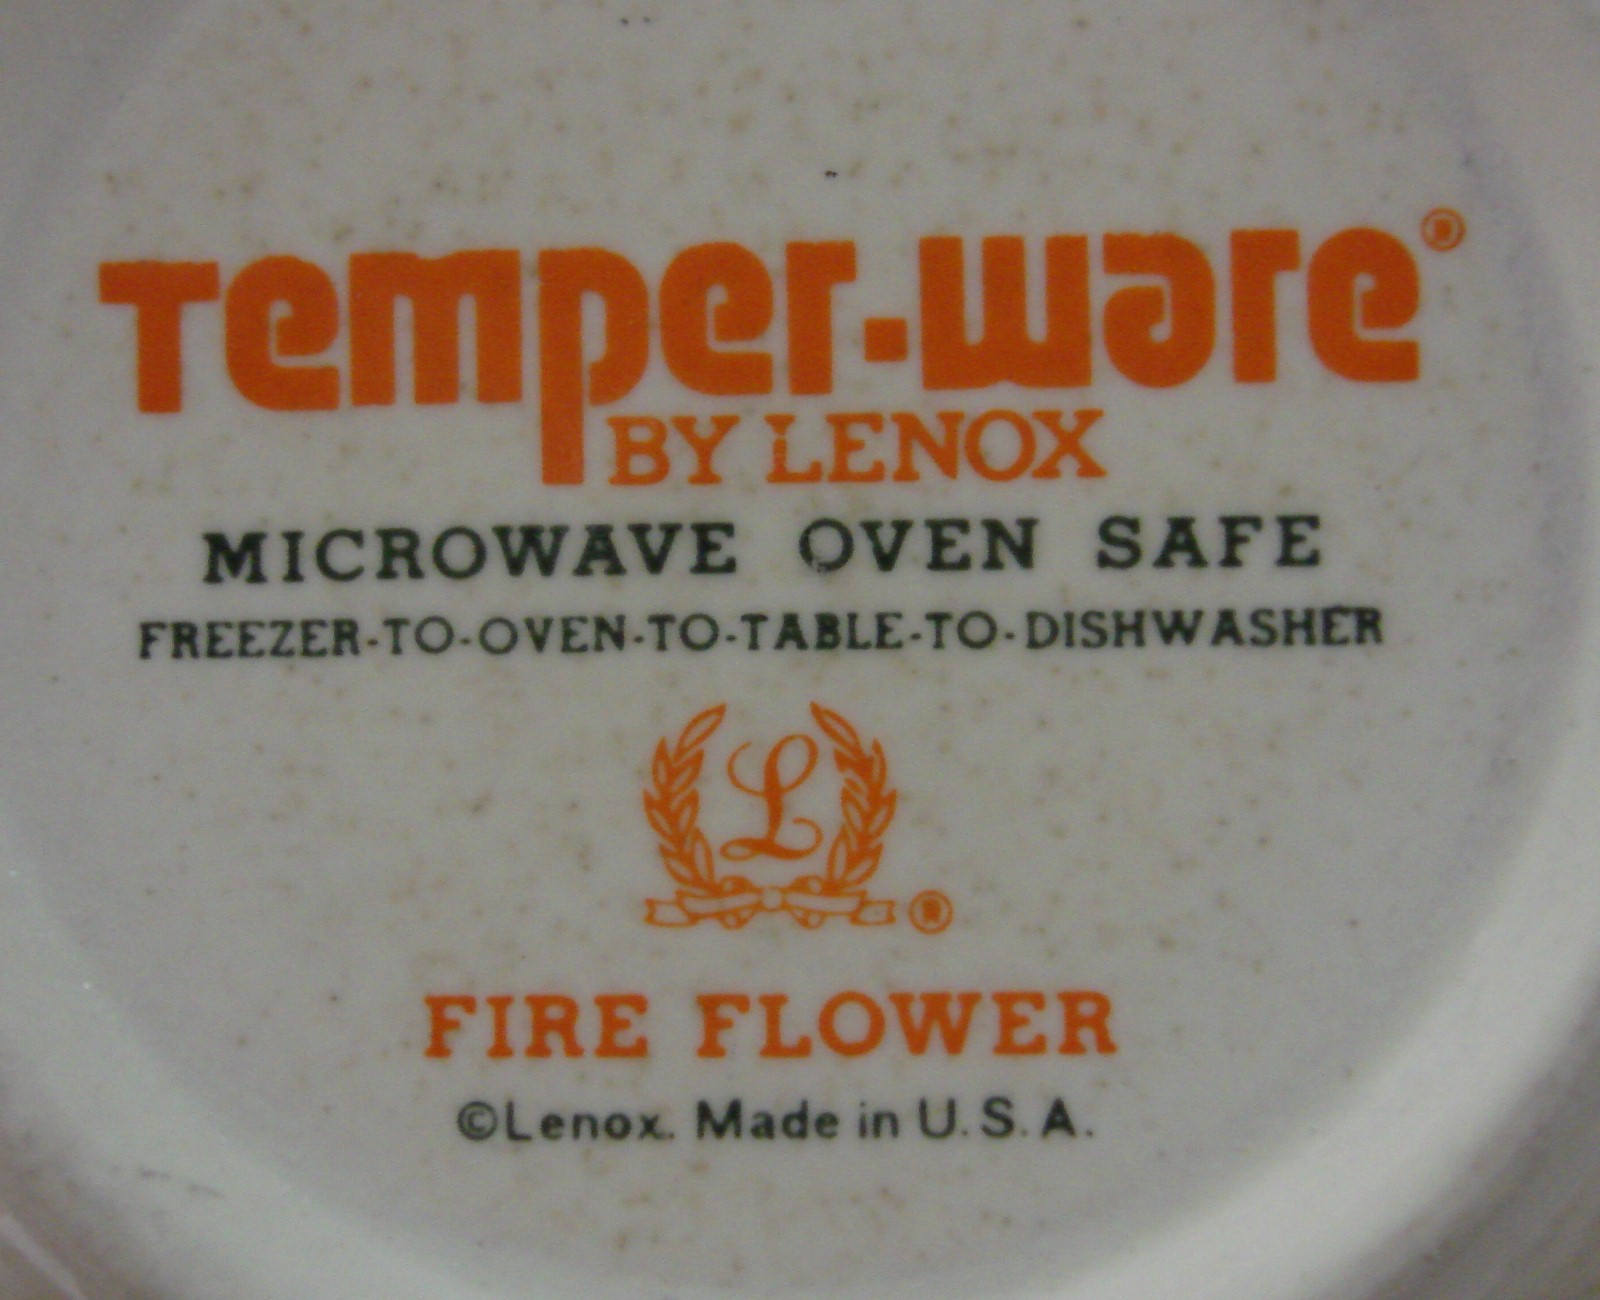 Temper-ware®
BY LENOX
MICROWAVE OVEN SAFE
FREEZER-TO-OVEN-TO-TABLE-TO-DISHWASHER
L ®
FIRE FLOWER
©Lenox. Made in U.S.A.